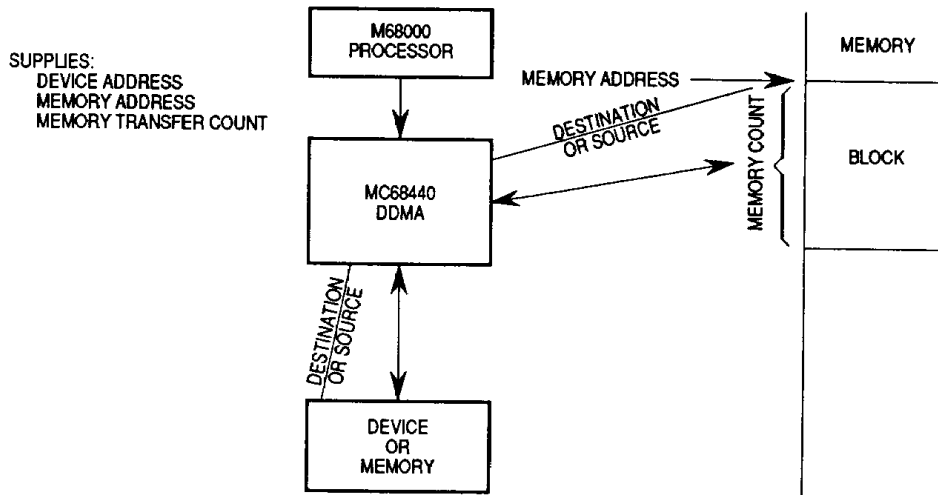 M68000
PROCESSOR
SUPPLIES:
DEVICE ADDRESS
MEMORY ADDRESS
MEMORY TRANSFER COUNT
MEMORY ADDRESS
MEMORY
DESTINATION
OR SOURCE
MEMORY COUNT
BLOCK
MC68440
DDMA
DESTINATION
OR SOURCE
DEVICE
OR
MEMORY